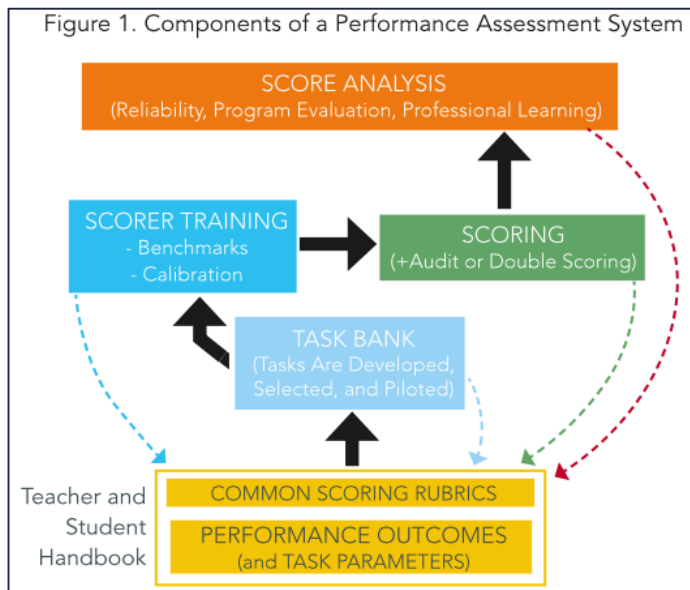 Figure 1. Components of a Performance Assessment System
SCORE ANALYSIS
(Reliability, Program Evaluation, Professional Learning)
SCORER TRAINING
- Benchmarks
- Calibration
SCORING
(+Audit or Double Scoring)
TASK BANK
(Tasks Are Developed,
Selected, and Piloted)
Teacher and
Student
Handbook
COMMON SCORING RUBRICS
PERFORMANCE OUTCOMES
(and TASK PARAMETERS)